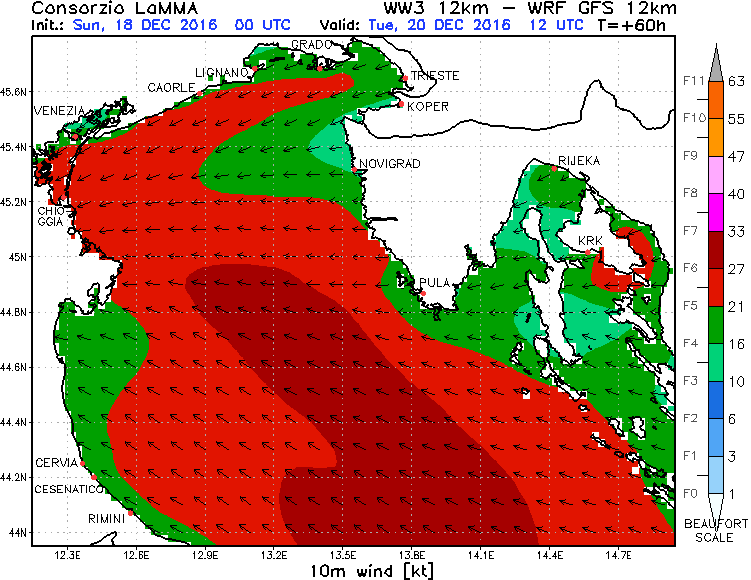 Consorzio LaMMA WW3 12km – WRF GFS 12km
Init.: Sun, 18 DEC 2016 00 UTC Valid: Tue, 20 DEC 2016 12 UTC T=+60h
GRADO
LIGNANO
TRIESTE
CAORLE
KOPER
VENEZIA
NOVIGRAD
RIJEKA
CHIO-
GGIA
KRK
PULA
CERVIA
CESENATICO
RIMINI
45.6N
45.4N
45.2N
45N
44.8N
44.6N
44.4N
44.2N
44N
12.3E 12.6E 12.9E 13.2E 13.5E 13.8E 14.1E 14.4E 14.7E
10m wind [kt]
F11 63
F10 55
F9 47
F8 40
F7 33
F6 27
F5 21
F4 16
F3 10
F2 6
F1 3
F0 1
BEAUFORT
SCALE